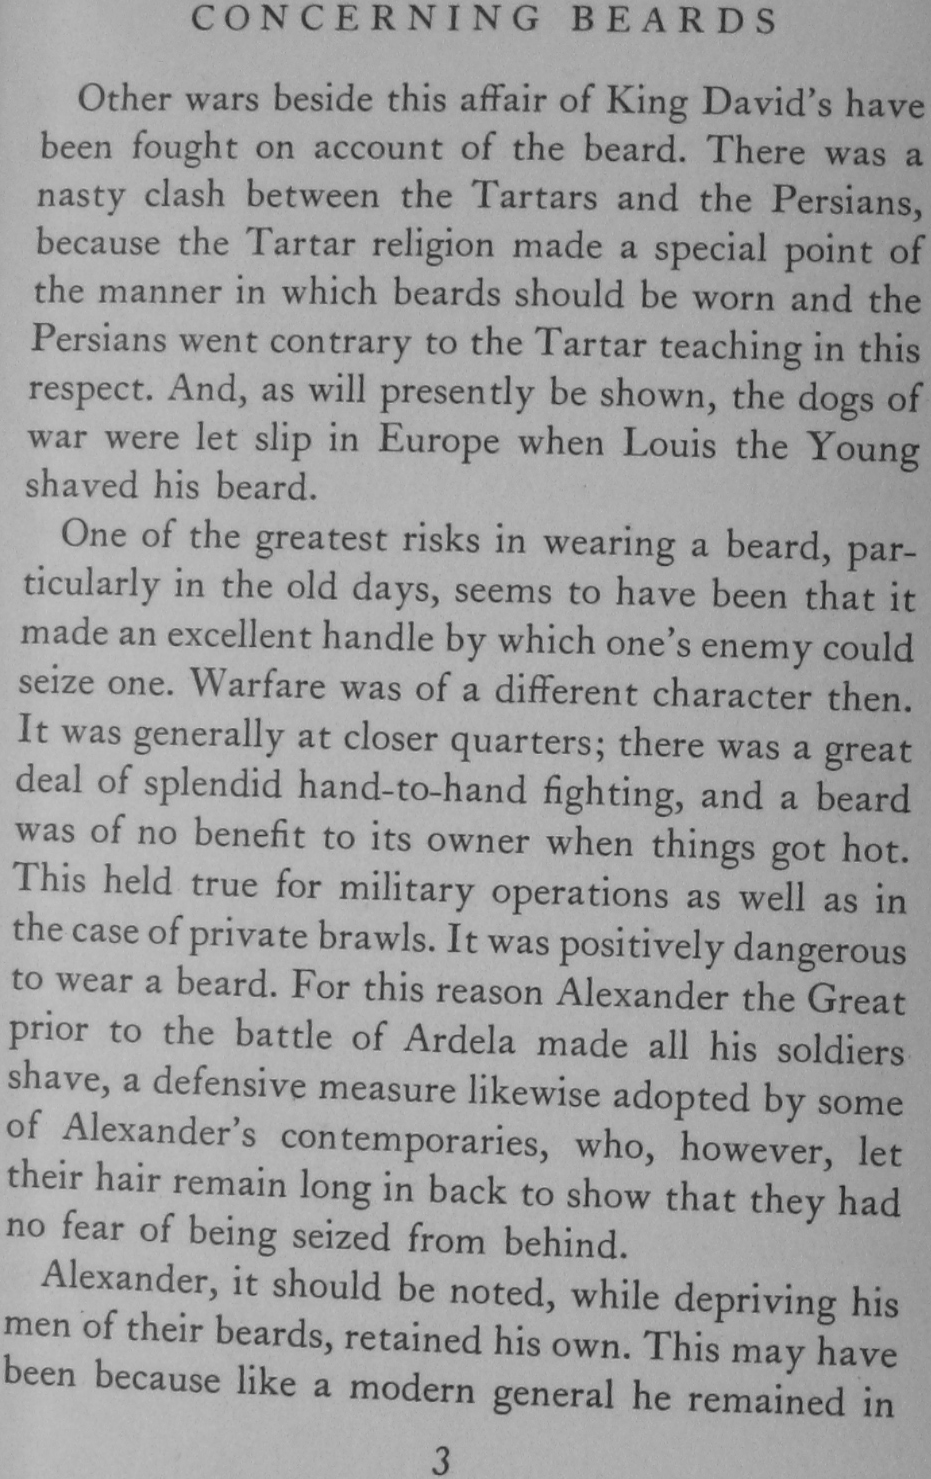 CONCERNING BEARDS
Other wars beside this affair of King David's have
been fought on account of the beard. There was a
nasty clash between the Tartars and the Persians,
because the Tartar religion made a special point of
the manner in which beards should be worn and the
Persians went contrary to the Tartar teaching in this
respect. And, as will presently be shown, the dogs of
war were let slip in Europe when Louis the Young
shaved his beard.
One of the greatest risks in wearing a beard, par-
ticularly in the old days, seems to have been that it
made an excellent handle by which one's enemy could
seize one. Warfare was of a different character then.
It was generally at closer quarters; there was a great
deal of splendid hand-to-hand fighting, and a beard
was of no benefit to its owner when things got hot.
This held true for military operations as well as in
the case of private brawls. It was positively dangerous
to wear a beard. For this reason Alexander the Great
prior to the battle of Ardela made all his soldiers
shave, a defensive measure likewise adopted by some
of Alexander's contemporaries, who, however, let
their hair remain long in back to show that they had
no fear of being seized from behind.
Alexander, it should be noted, while depriving his
men of their beards, retained his own. This may have
been because like a modern general he remained in
3